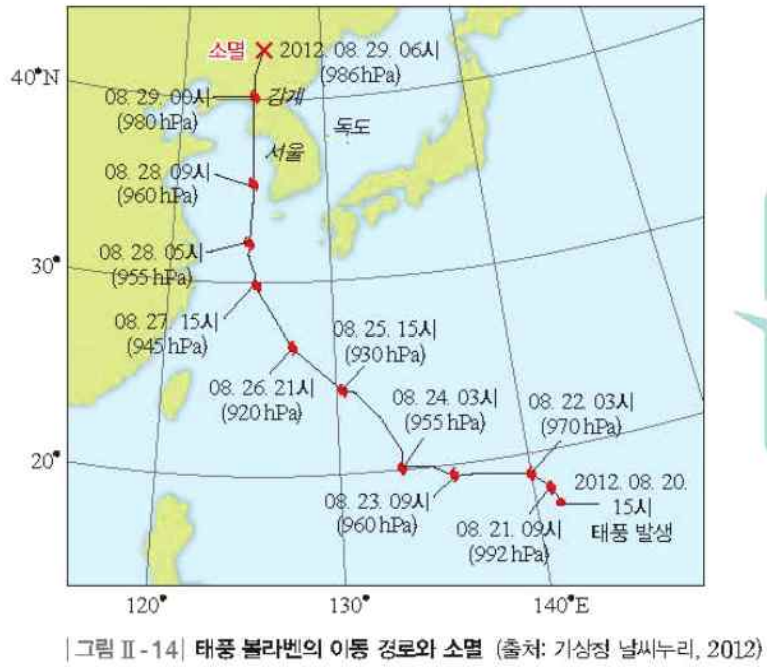 소멸
2012. 08. 29. 06시
(986 hPa)
40°N
08. 29. 00시
(980 hPa)
강계
독도
서울
08. 28. 09시
(960 hPa)
08. 28. 05시
(955 hPa)
30°
08. 27. 15시
(945 hPa)
08. 25. 15시
(930 hPa)
08. 26. 21시
(920 hPa)
08. 24. 03시
(955 hPa)
08. 22. 03시
(970 hPa)
20°
08. 23. 09시
(960 hPa)
2012. 08. 20.
15시
태풍 발생
08. 21. 09시
(992 hPa)
120°
130°
140°E
|그림 Ⅱ-14| 태풍 볼라벤의 이동 경로와 소멸 (출처: 기상청 날씨누리, 2012)